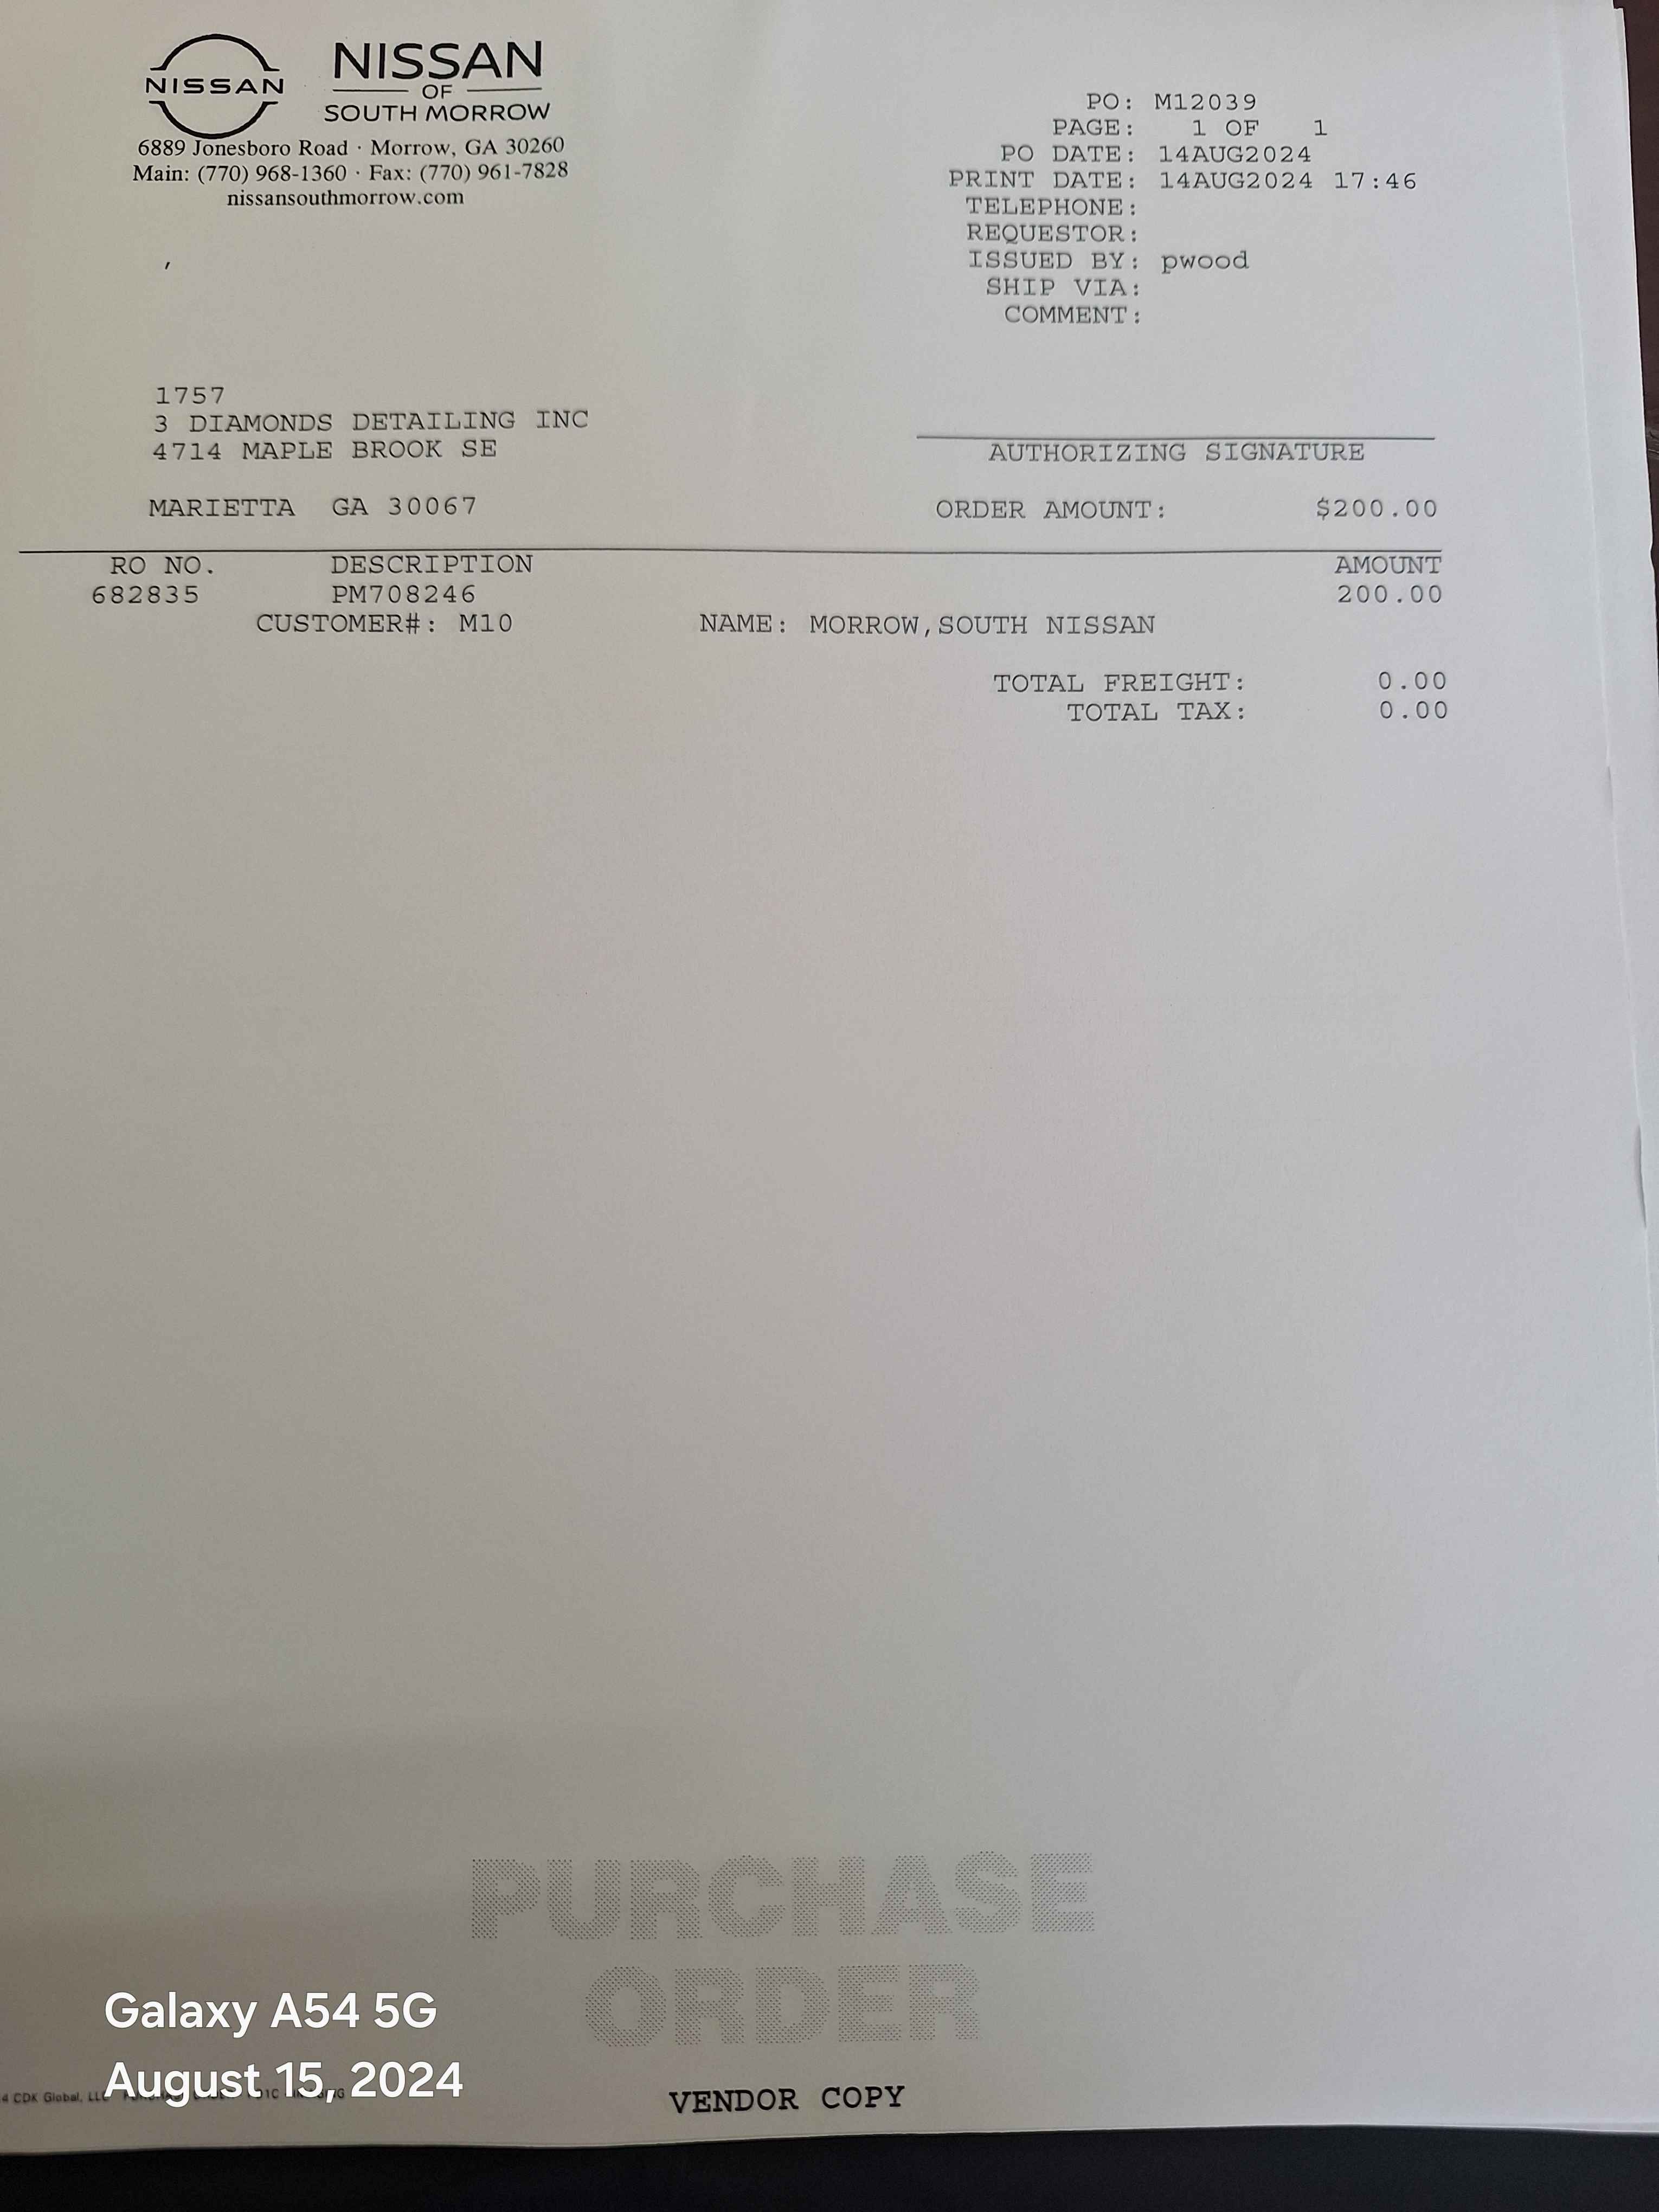 NISSAN
NISSAN
OF
SOUTH MORROW
6889 Jonesboro Road · Morrow, GA 30260
Main: (770) 968-1360 · Fax: (770) 961-7828
nissansouthmorrow.com
PO: M12039
PAGE: 1 OF 1
PO DATE: 14AUG2024
PRINT DATE: 14AUG2024 17:46
TELEPHONE:
REQUESTOR:
ISSUED BY: pwood
SHIP VIA:
COMMENT:
,
1757
3 DIAMONDS DETAILING INC
4714 MAPLE BROOK SE
MARIETTA GA 30067
AUTHORIZING SIGNATURE
ORDER AMOUNT: $200.00
RO NO. DESCRIPTION AMOUNT
682835 PM708246 200.00
CUSTOMER#: M10 NAME: MORROW,SOUTH NISSAN
TOTAL FREIGHT: 0.00
TOTAL TAX: 0.00
PURCHASE
ORDER
Galaxy A54 5G
August 15, 2024
CDK Global, LLC
VENDOR COPY